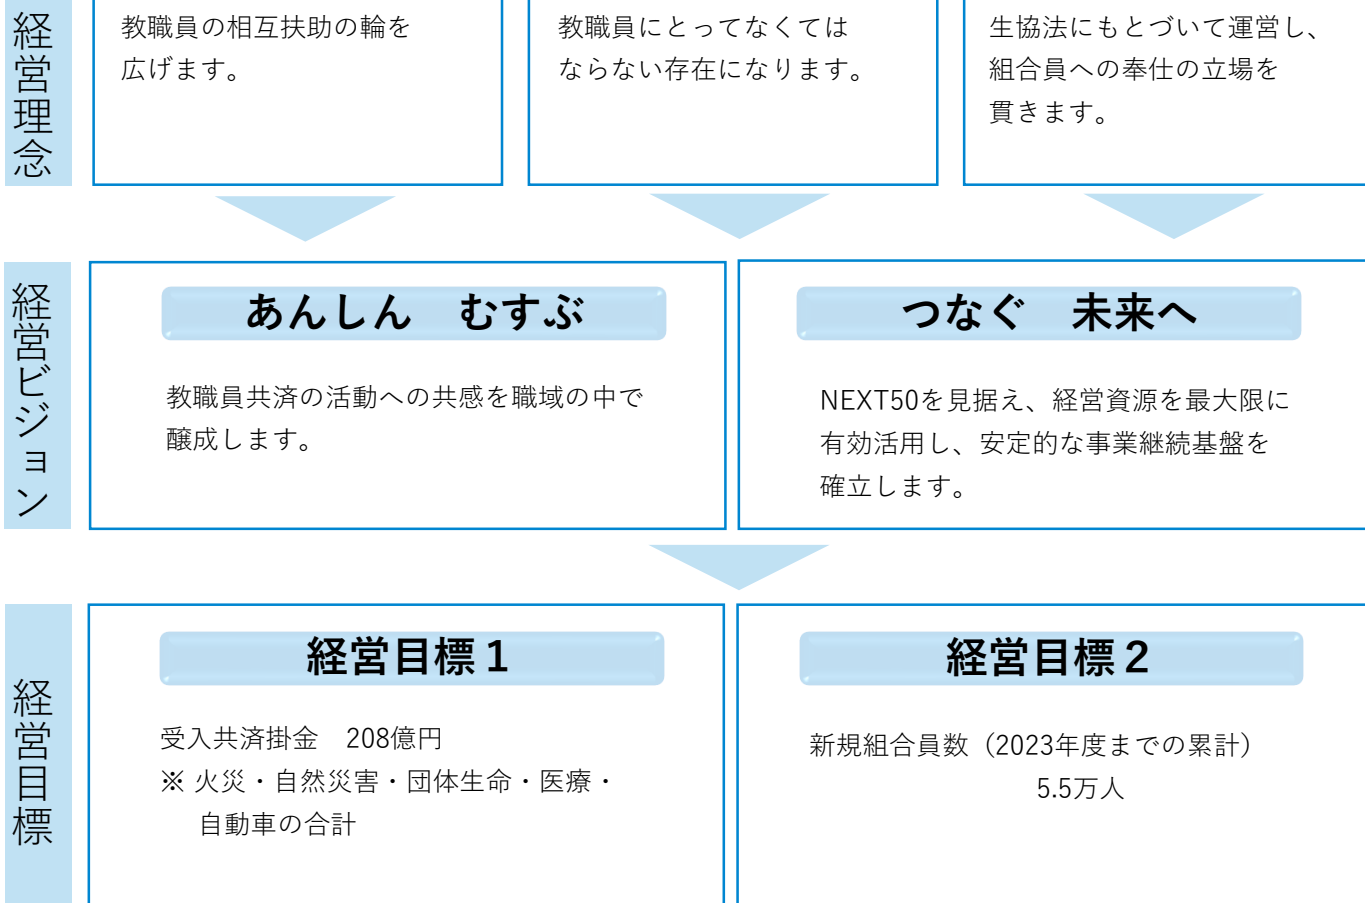 経営理念
教職員の相互扶助の輪を
広げます。
教職員にとってなくては
ならない存在になります。
生協法にもとづいて運営し、
組合員への奉仕の立場を
貫きます。
経営ビジョン
あんしん　むすぶ
教職員共済の活動への共感を職域の中で
醸成します。
つなぐ　未来へ
NEXT50を見据え、経営資源を最大限に
有効活用し、安定的な事業継続基盤を
確立します。
経営目標
経営目標１
受入共済掛金　208億円
※ 火災・自然災害・団体生命・医療・
自動車の合計
経営目標２
新規組合員数（2023年度までの累計）
5.5万人